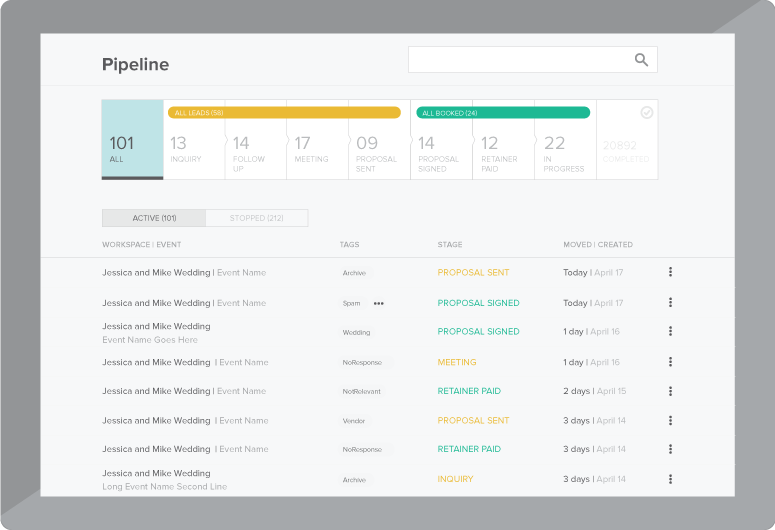 Pipeline
ALL LEADS (58) ALL BOOKED (24)
101 13 14 17 09 14 12 22 20892
ALL INQUIRY FOLLOW MEETING PROPOSAL PROPOSAL RETAINER IN COMPLETED
UP SENT SIGNED PAID PROGRESS
ACTIVE (101) STOPPED (212)
WORKSPACE | EVENT TAGS STAGE MOVED | CREATED
Jessica and Mike Wedding | Event Name Archive PROPOSAL SENT Today | April 17
Jessica and Mike Wedding | Event Name Spam ••• PROPOSAL SIGNED Today | April 17
Jessica and Mike Wedding
Event Name Goes Here Wedding PROPOSAL SIGNED 1 day | April 16
Jessica and Mike Wedding | Event Name NoResponse MEETING 1 day | April 16
Jessica and Mike Wedding | Event Name NotRelevant RETAINER PAID 2 days | April 15
Jessica and Mike Wedding | Event Name Vendor PROPOSAL SENT 3 days | April 14
Jessica and Mike Wedding | Event Name NoResponse RETAINER PAID 3 days | April 14
Jessica and Mike Wedding
Long Event Name Second Line Archive INQUIRY 3 days | April 14